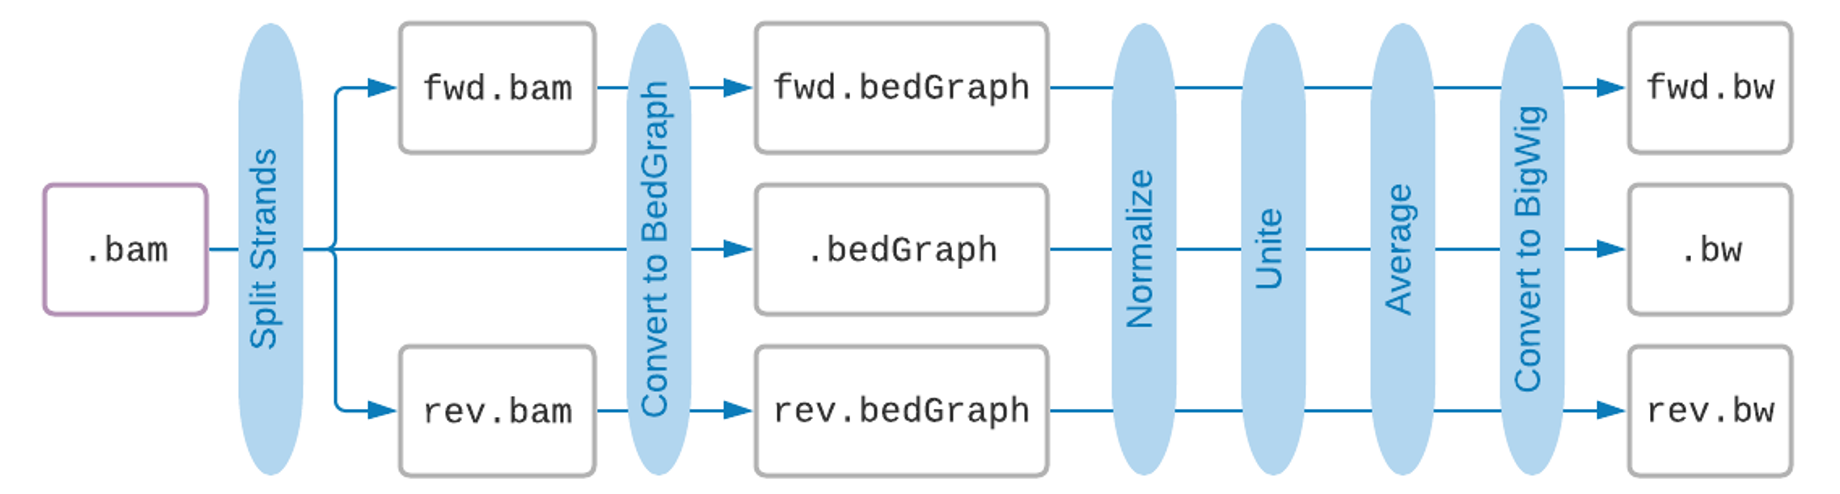 .bam
Split Strands
fwd.bam
rev.bam
Convert to BedGraph
fwd.bedGraph
.bedGraph
rev.bedGraph
Normalize
Unite
Average
Convert to BigWig
fwd.bw
.bw
rev.bw